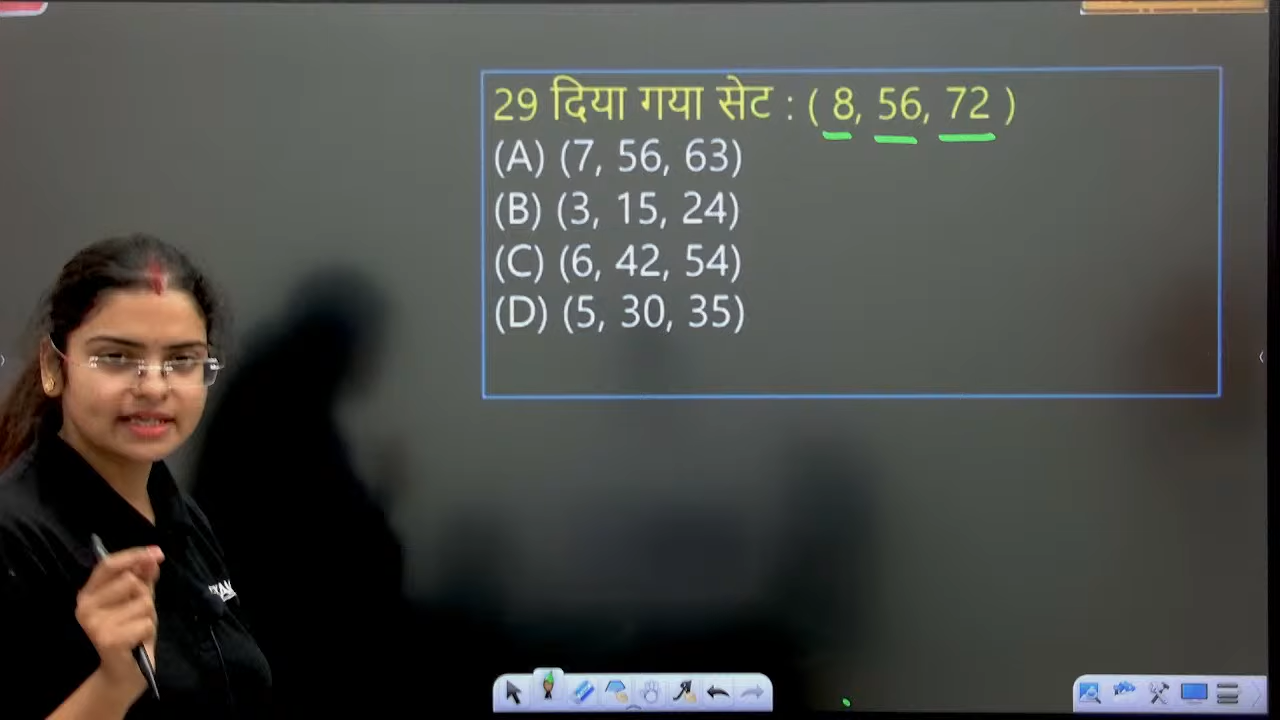 29 दिया गया सेट : ( 8, 56, 72 )
(A) (7, 56, 63)
(B) (3, 15, 24)
(C) (6, 42, 54)
(D) (5, 30, 35)